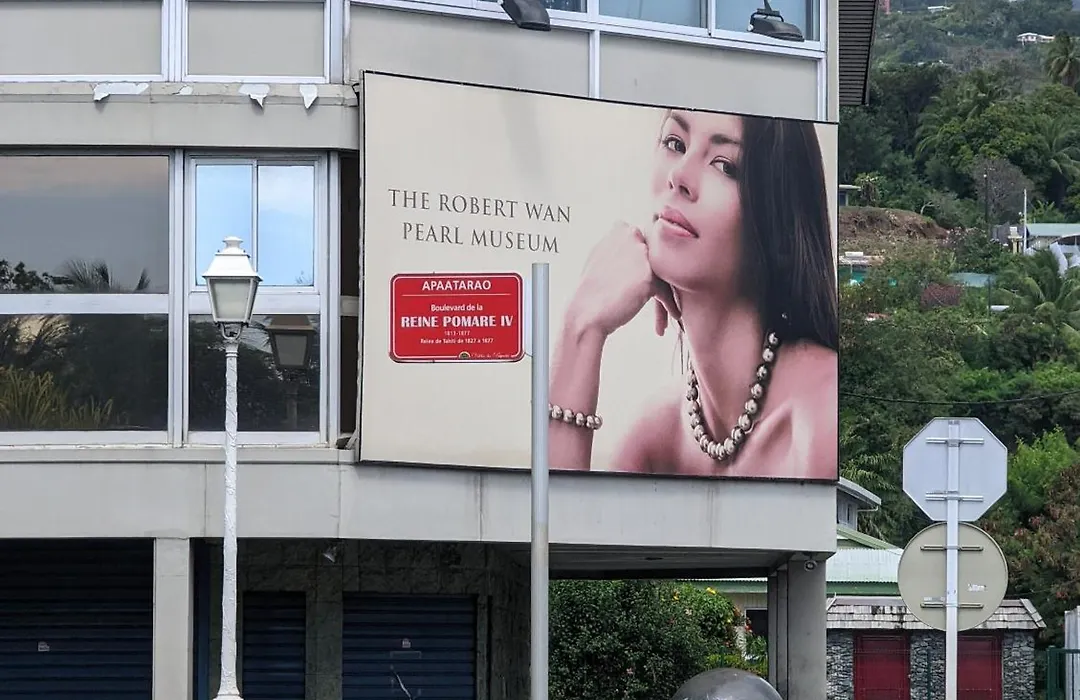 THE ROBERT WAN
PEARL MUSEUM
APAATARAO
Boulevard de la
REINE POMARE IV
1813-1877
Reine de Tahiti de 1827 à 1877